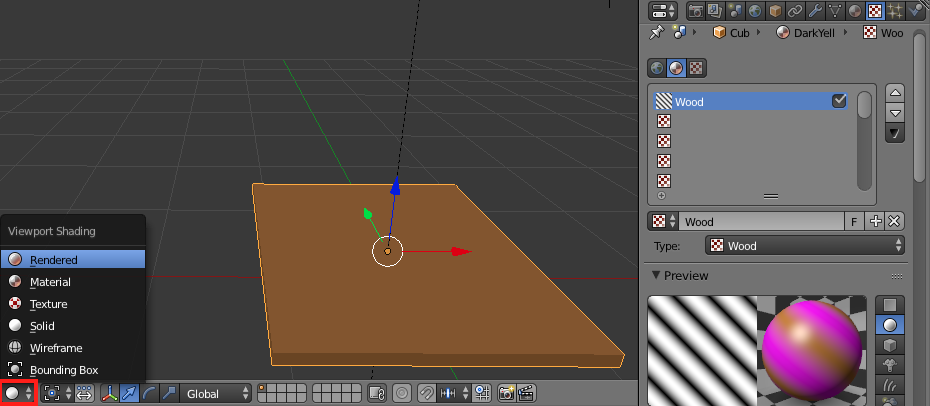 Cub DarkYell Woo
Wood
Wood F
Type: Wood
Preview
Viewport Shading
Rendered
Material
Texture
Solid
Wireframe
Bounding Box
Global